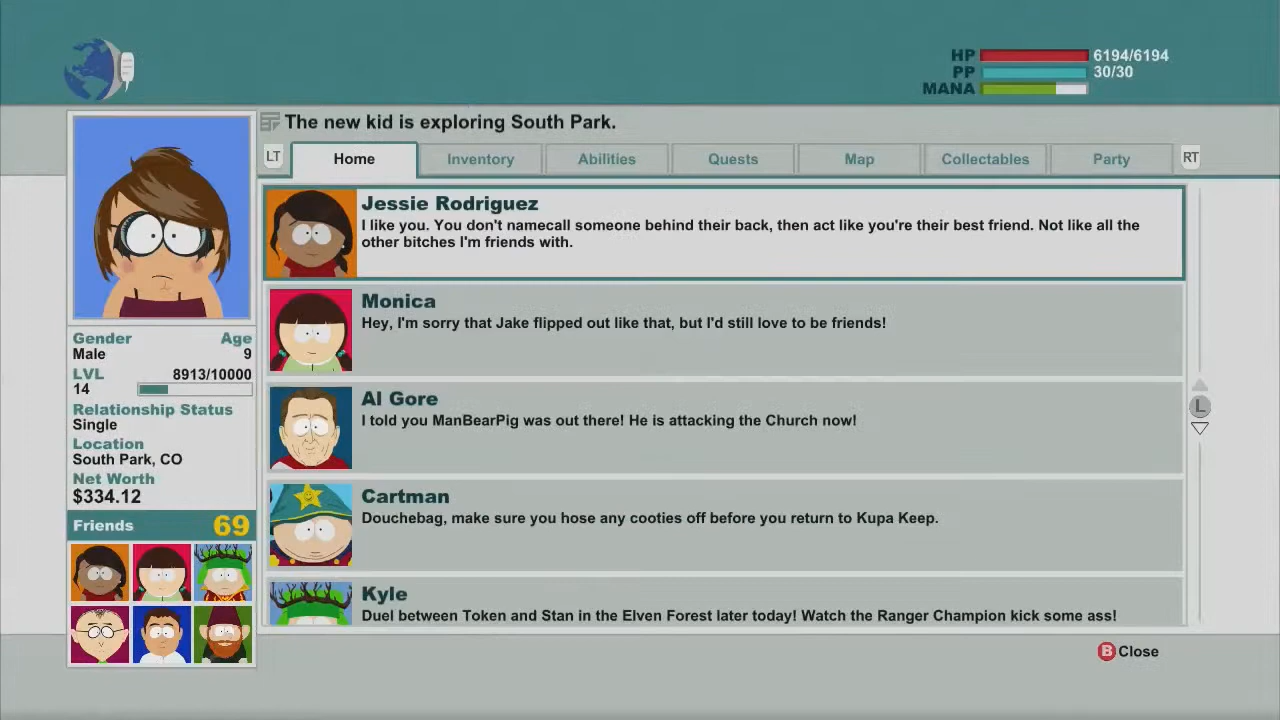 HP 6194/6194
PP 30/30
MANA
The new kid is exploring South Park.
LT Home Inventory Abilities Quests Map Collectables Party RT
Jessie Rodriguez
I like you. You don't namecall someone behind their back, then act like you're their best friend. Not like all the
other bitches I'm friends with.
Monica
Hey, I'm sorry that Jake flipped out like that, but I'd still love to be friends!
Al Gore
I told you ManBearPig was out there! He is attacking the Church now!
Cartman
Douchebag, make sure you hose any cooties off before you return to Kupa Keep.
Kyle
Duel between Token and Stan in the Elven Forest later today! Watch the Ranger Champion kick some ass!
Gender Age
Male 9
LVL 8913/10000
14
Relationship Status
Single
Location
South Park, CO
Net Worth
$334.12
Friends 69
L
B Close